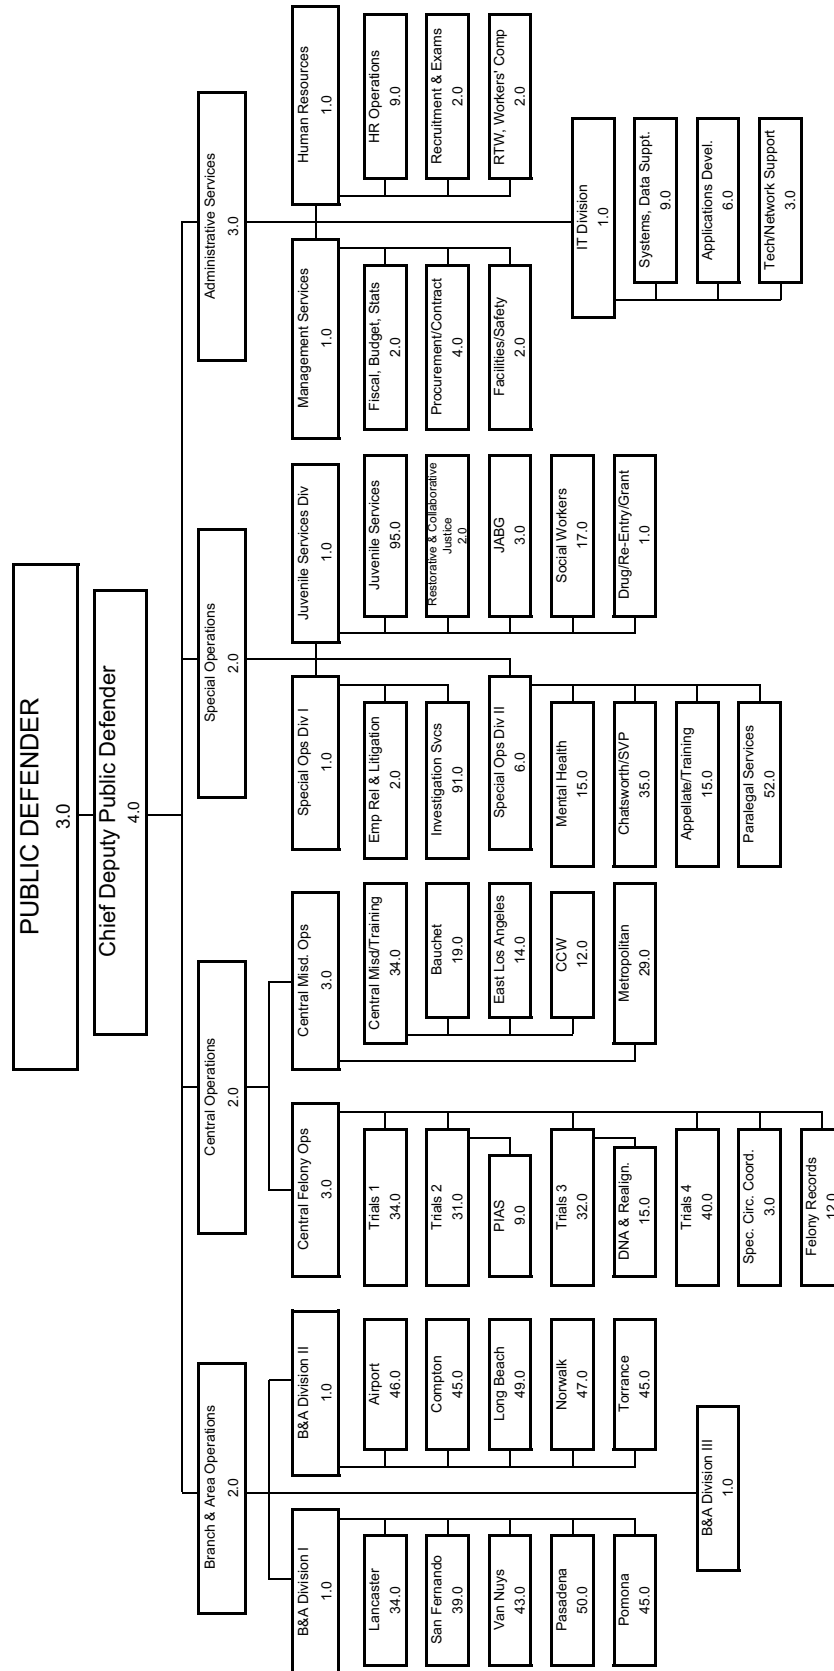 PUBLIC DEFENDER
3.0
Chief Deputy Public Defender
4.0
Branch & Area Operations
2.0
B&A Division I
1.0
Lancaster
34.0
San Fernando
39.0
Van Nuys
43.0
Pasadena
50.0
Pomona
45.0
B&A Division II
1.0
Airport
46.0
Compton
45.0
Long Beach
49.0
Norwalk
47.0
Torrance
45.0
B&A Division III
1.0
Central Operations
2.0
Central Felony Ops
3.0
Trials 1
34.0
Trials 2
31.0
PIAS
9.0
Trials 3
32.0
DNA & Realign.
15.0
Trials 4
40.0
Spec. Circ. Coord.
3.0
Felony Records
12.0
Central Misd. Ops
3.0
Central Misd/Training
34.0
Bauchet
19.0
East Los Angeles
14.0
CCW
12.0
Metropolitan
29.0
Special Operations
2.0
Special Ops Div I
1.0
Emp Rel & Litigation
2.0
Investigation Svcs
91.0
Special Ops Div II
6.0
Mental Health
15.0
Chatsworth/SVP
35.0
Appellate/Training
15.0
Paralegal Services
52.0
Juvenile Services Div
1.0
Juvenile Services
95.0
Restorative & Collaborative
Justice
2.0
JABG
3.0
Social Workers
17.0
Drug/Re-Entry/Grant
1.0
Administrative Services
3.0
Management Services
1.0
Fiscal, Budget, Stats
2.0
Procurement/Contract
4.0
Facilities/Safety
2.0
Human Resources
1.0
HR Operations
9.0
Recruitment & Exams
2.0
RTW, Workers' Comp
2.0
IT Division
1.0
Systems, Data Suppt.
9.0
Applications Devel.
6.0
Tech/Network Support
3.0